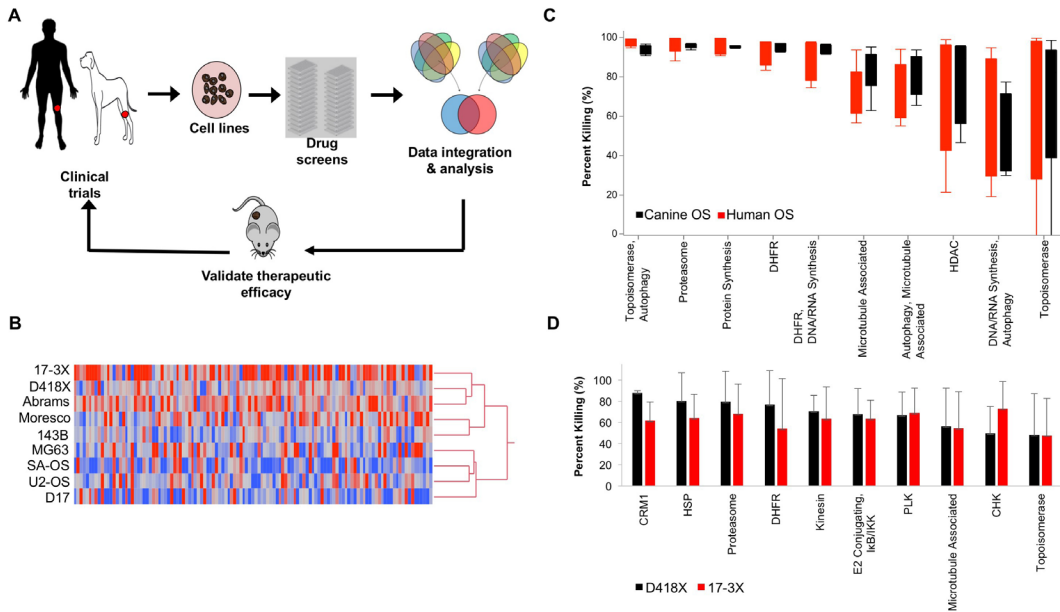 A
Clinical
trials
Cell lines
Drug
screens
Data integration
& analysis
Validate therapeutic
efficacy
B
17-3X
D418X
Abrams
Moresco
143B
MG63
SA-OS
U2-OS
D17
C
Percent Killing (%)
100
80
60
40
20
0
Canine OS
Human OS
Topoisomerase,
Autophagy
Proteasome
Protein Synthesis
DHFR
DHFR,
DNA/RNA Synthesis
Microtubule Associated
Autophagy, Microtubule
Associated
HDAC
DNA/RNA Synthesis,
Autophagy
Topoisomerase
D
Percent Killing (%)
100
80
60
40
20
0
CRM1
HSP
Proteasome
DHFR
Kinesin
E2 Conjugating,
IκB/IKK
PLK
Microtubule Associated
CHK
Topoisomerase
D418X
17-3X